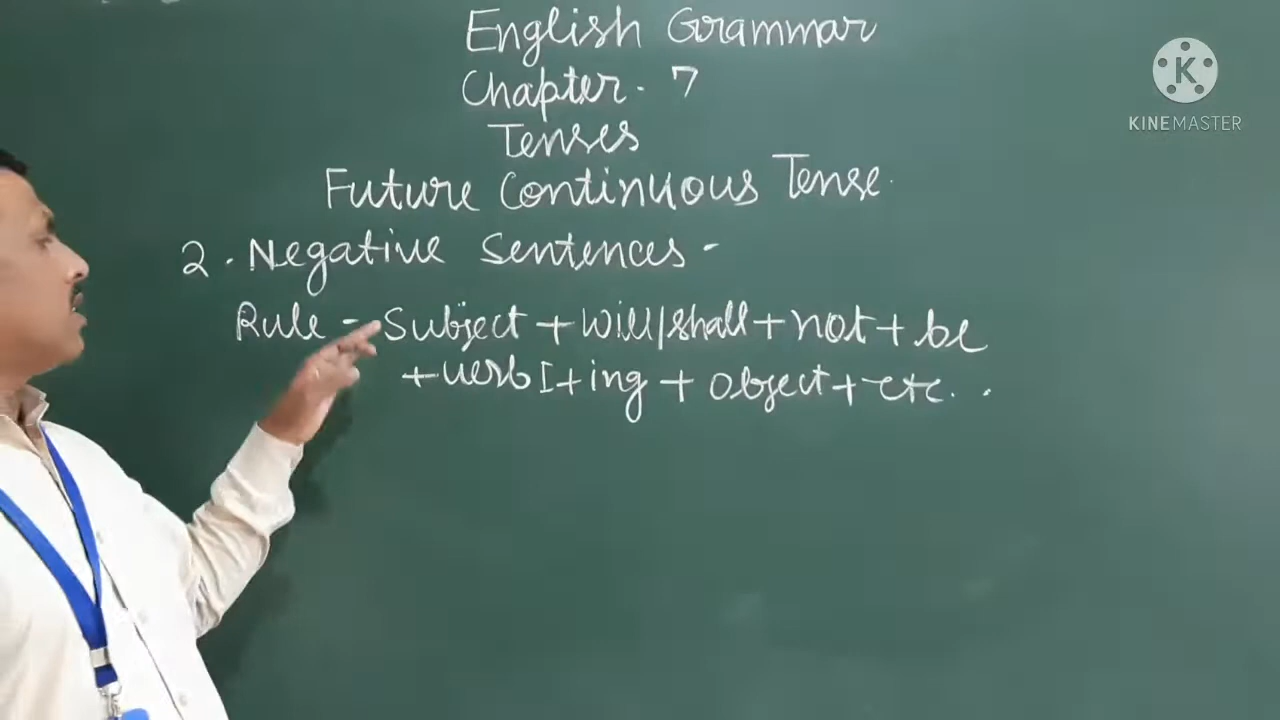 English Grammar
Chapter. 7
Tenses
Future Continuous Tense.
2. Negative Sentences -
Rule - Subject + will/shall + not + be
+ verb I + ing + object + etc..
K
KINEMASTER